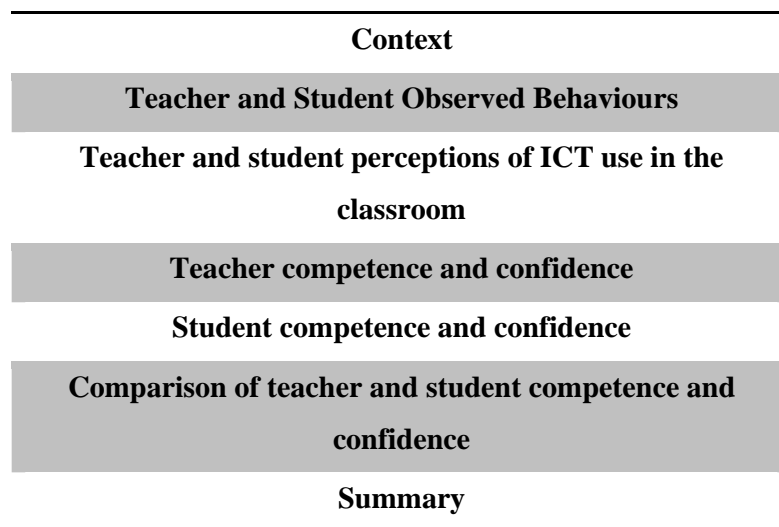 Context
Teacher and Student Observed Behaviours
Teacher and student perceptions of ICT use in the
classroom
Teacher competence and confidence
Student competence and confidence
Comparison of teacher and student competence and
confidence
Summary